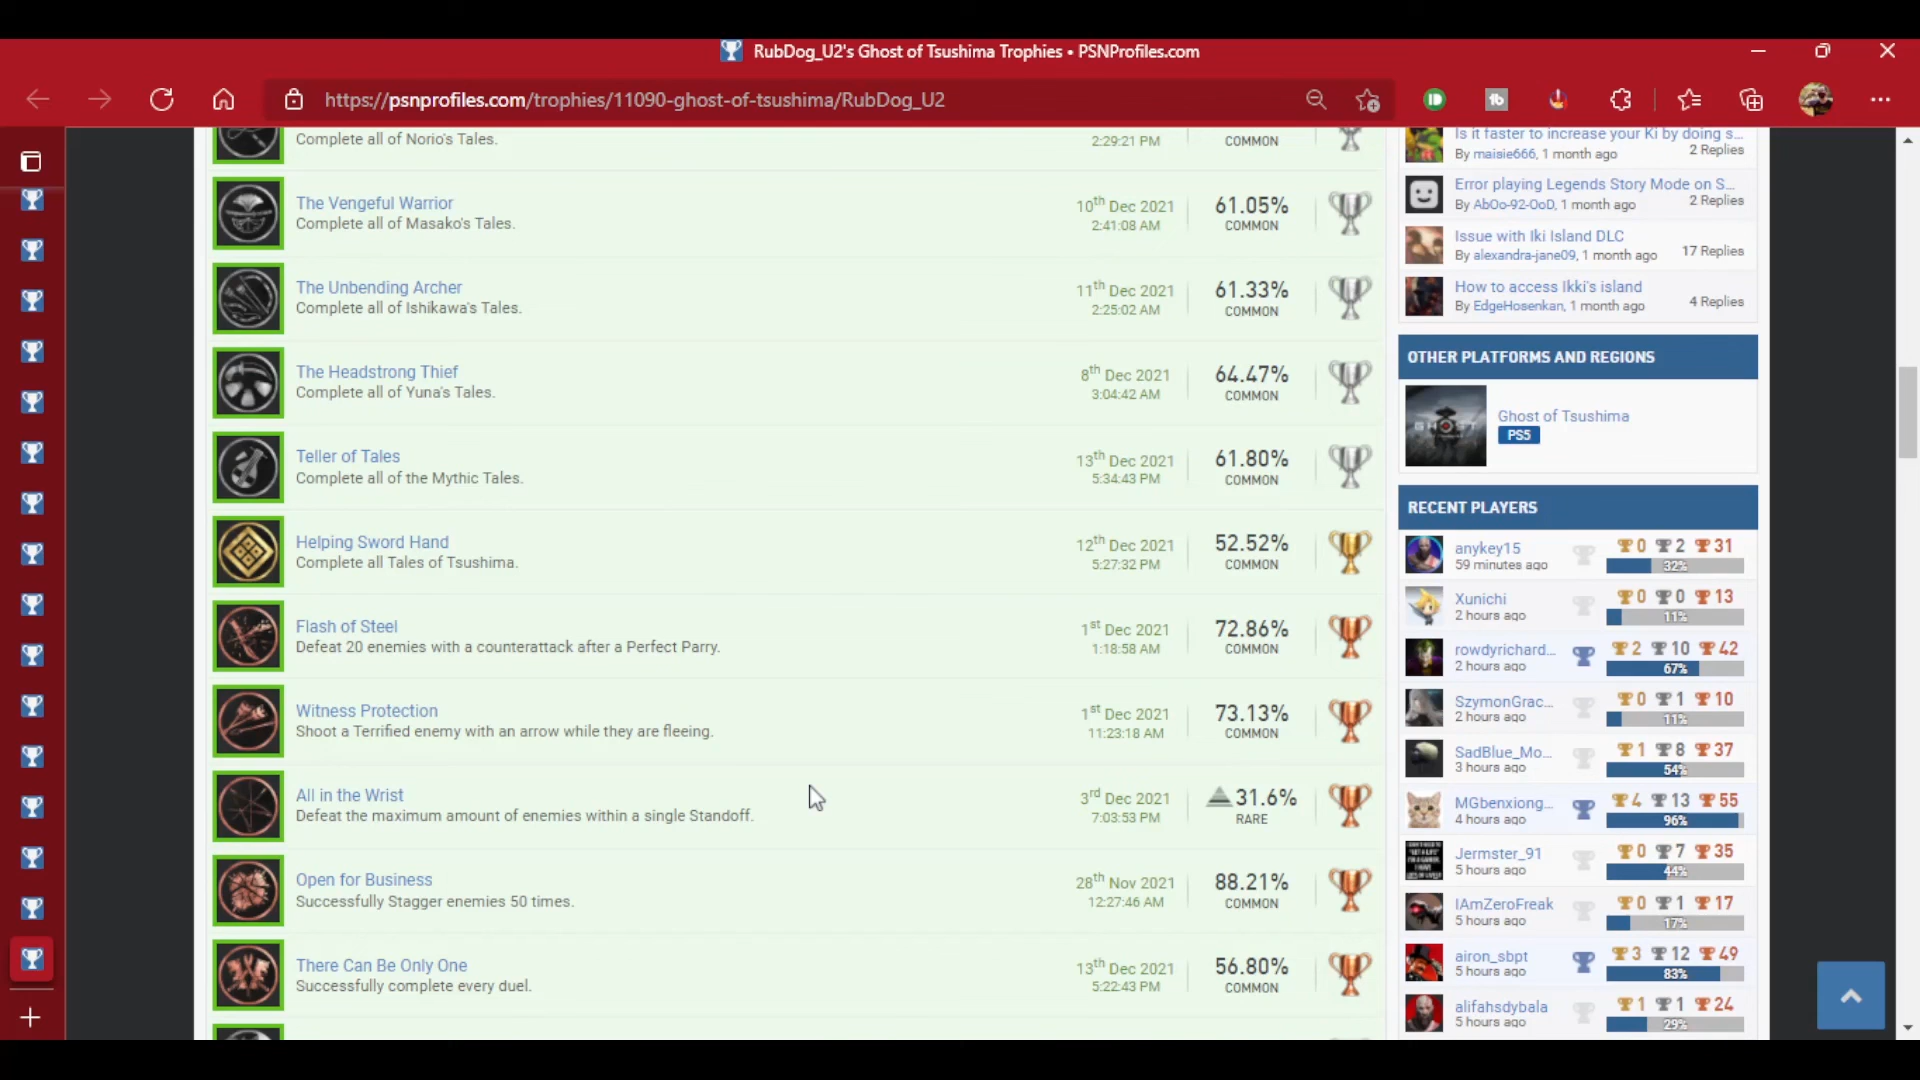 RubDog_U2's Ghost of Tsushima Trophies • PSNProfiles.com
https://psnprofiles.com/trophies/11090-ghost-of-tsushima/RubDog_U2
Complete all of Norio's Tales.
2:29:21 PM
COMMON
The Vengeful Warrior
Complete all of Masako's Tales.
10th Dec 2021
2:41:08 AM
61.05%
COMMON
The Unbending Archer
Complete all of Ishikawa's Tales.
11th Dec 2021
2:25:02 AM
61.33%
COMMON
The Headstrong Thief
Complete all of Yuna's Tales.
8th Dec 2021
3:04:42 AM
64.47%
COMMON
Teller of Tales
Complete all of the Mythic Tales.
13th Dec 2021
5:34:43 PM
61.80%
COMMON
Helping Sword Hand
Complete all Tales of Tsushima.
12th Dec 2021
5:27:32 PM
52.52%
COMMON
Flash of Steel
Defeat 20 enemies with a counterattack after a Perfect Parry.
1st Dec 2021
1:18:58 AM
72.86%
COMMON
Witness Protection
Shoot a Terrified enemy with an arrow while they are fleeing.
1st Dec 2021
11:23:18 AM
73.13%
COMMON
All in the Wrist
Defeat the maximum amount of enemies within a single Standoff.
3rd Dec 2021
7:03:53 PM
31.6%
RARE
Open for Business
Successfully Stagger enemies 50 times.
28th Nov 2021
12:27:46 AM
88.21%
COMMON
There Can Be Only One
Successfully complete every duel.
13th Dec 2021
5:22:43 PM
56.80%
COMMON
Is it faster to increase your Ki by doing s...
By maisie666, 1 month ago
2 Replies
Error playing Legends Story Mode on S...
By AbOo-92-OoD, 1 month ago
2 Replies
Issue with Iki Island DLC
By alexandra-jane09, 1 month ago
17 Replies
How to access Ikki's island
By EdgeHosenkan, 1 month ago
4 Replies
OTHER PLATFORMS AND REGIONS
Ghost of Tsushima
PS5
RECENT PLAYERS
anykey15
59 minutes ago
0 2 31
32%
Xunichi
2 hours ago
0 0 13
11%
rowdyrichard...
2 hours ago
2 10 42
67%
SzymonGrac...
2 hours ago
0 1 10
11%
SadBlue_Mo...
3 hours ago
1 8 37
54%
MGbenxiong...
4 hours ago
4 13 55
96%
Jermster_91
5 hours ago
0 7 35
44%
IAmZeroFreak
5 hours ago
0 1 17
17%
airon_sbpt
5 hours ago
3 12 49
83%
alifahsdybala
5 hours ago
1 1 24
29%